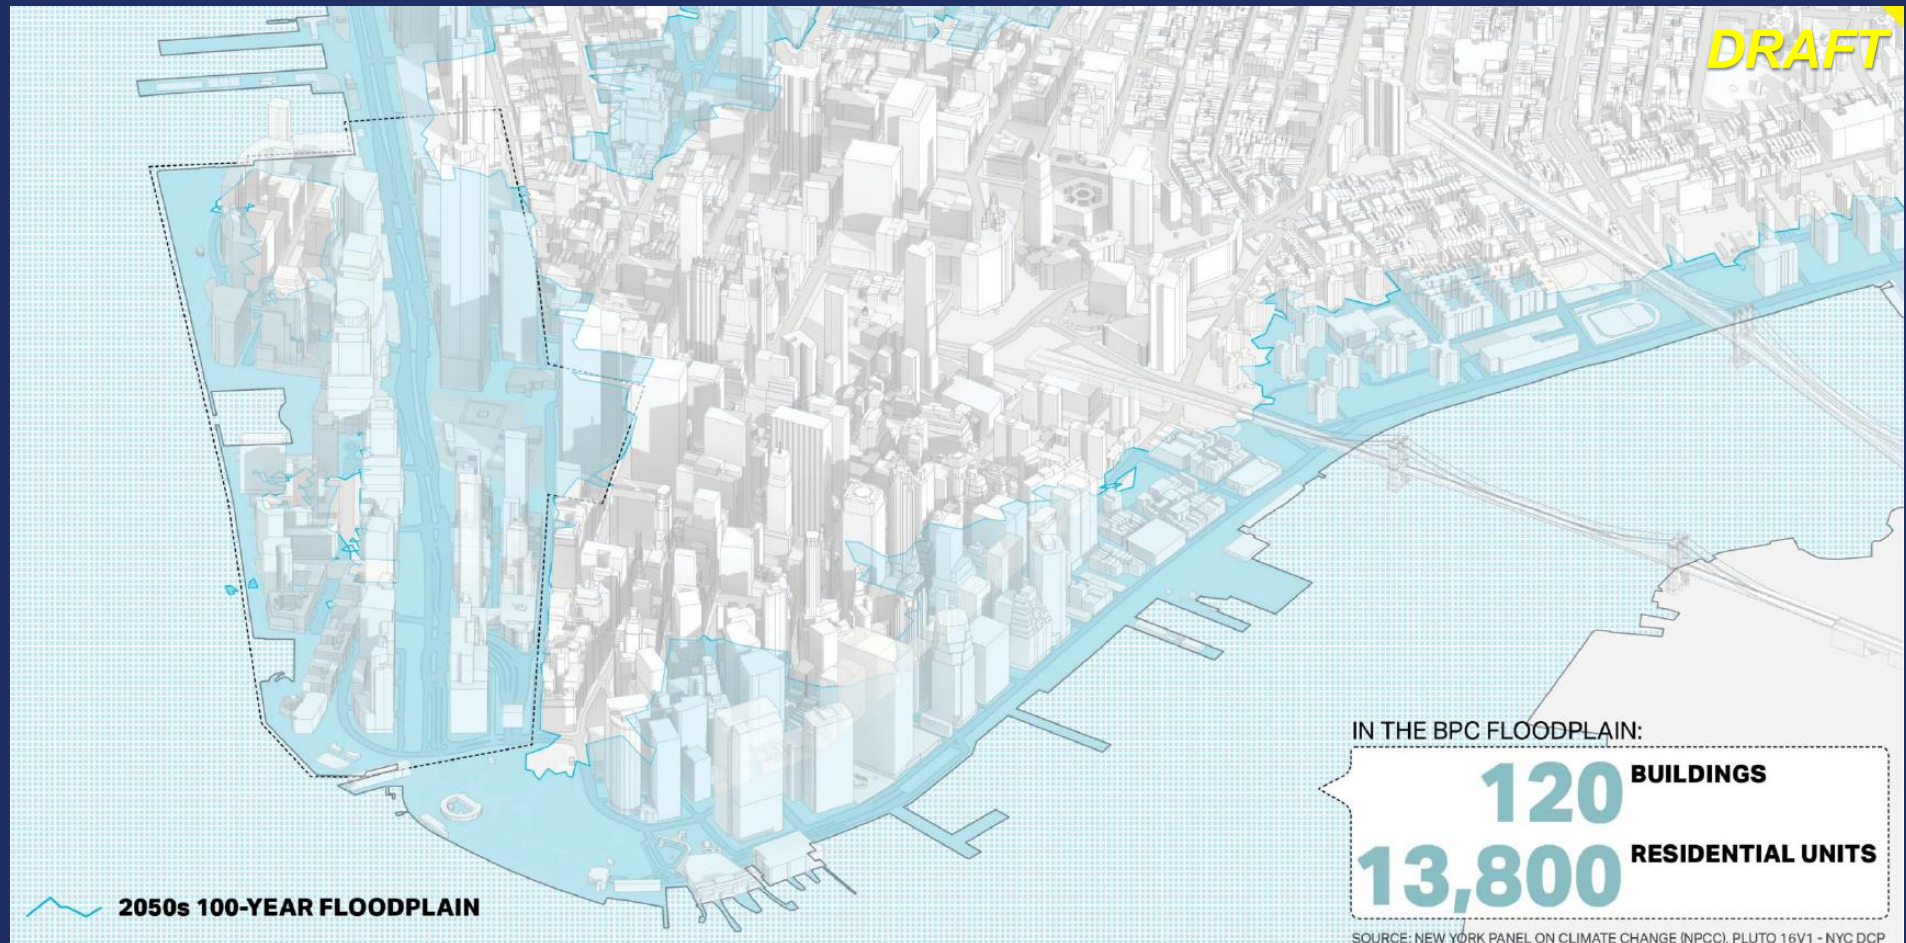 DRAFT
IN THE BPC FLOODPLAIN:
120 BUILDINGS
13,800 RESIDENTIAL UNITS
2050s 100-YEAR FLOODPLAIN
SOURCE: NEW YORK PANEL ON CLIMATE CHANGE (NPCC), PLUTO 16V1 - NYC DCP